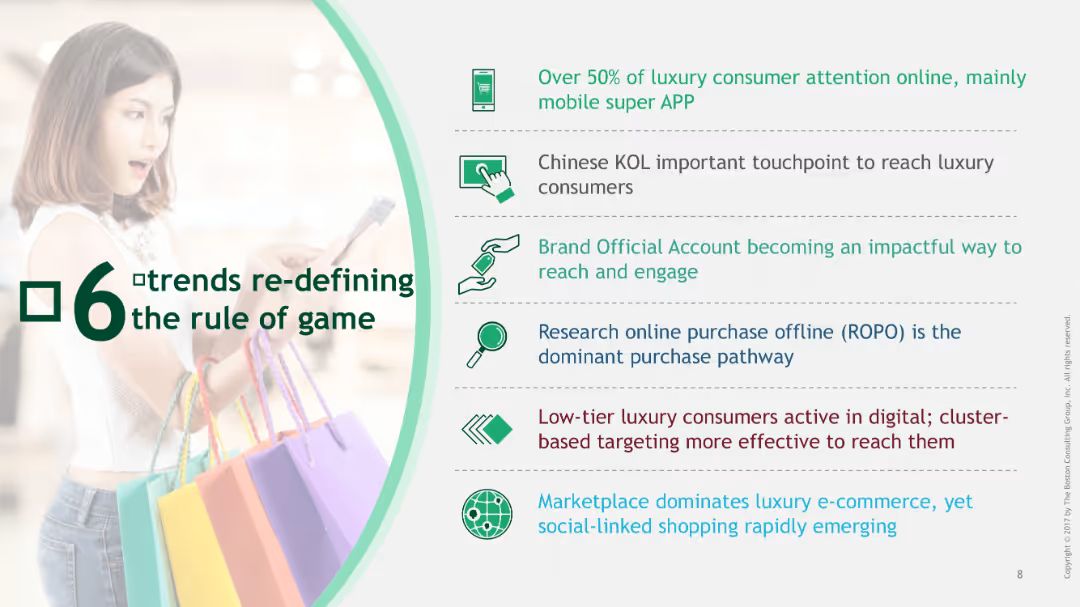 6 trends re-defining
the rule of game
Over 50% of luxury consumer attention online, mainly
mobile super APP
Chinese KOL important touchpoint to reach luxury
consumers
Brand Official Account becoming an impactful way to
reach and engage
Research online purchase offline (ROPO) is the
dominant purchase pathway
Low-tier luxury consumers active in digital; cluster-
based targeting more effective to reach them
Marketplace dominates luxury e-commerce, yet
social-linked shopping rapidly emerging
8
Copyright © 2017 by The Boston Consulting Group, Inc. All rights reserved.